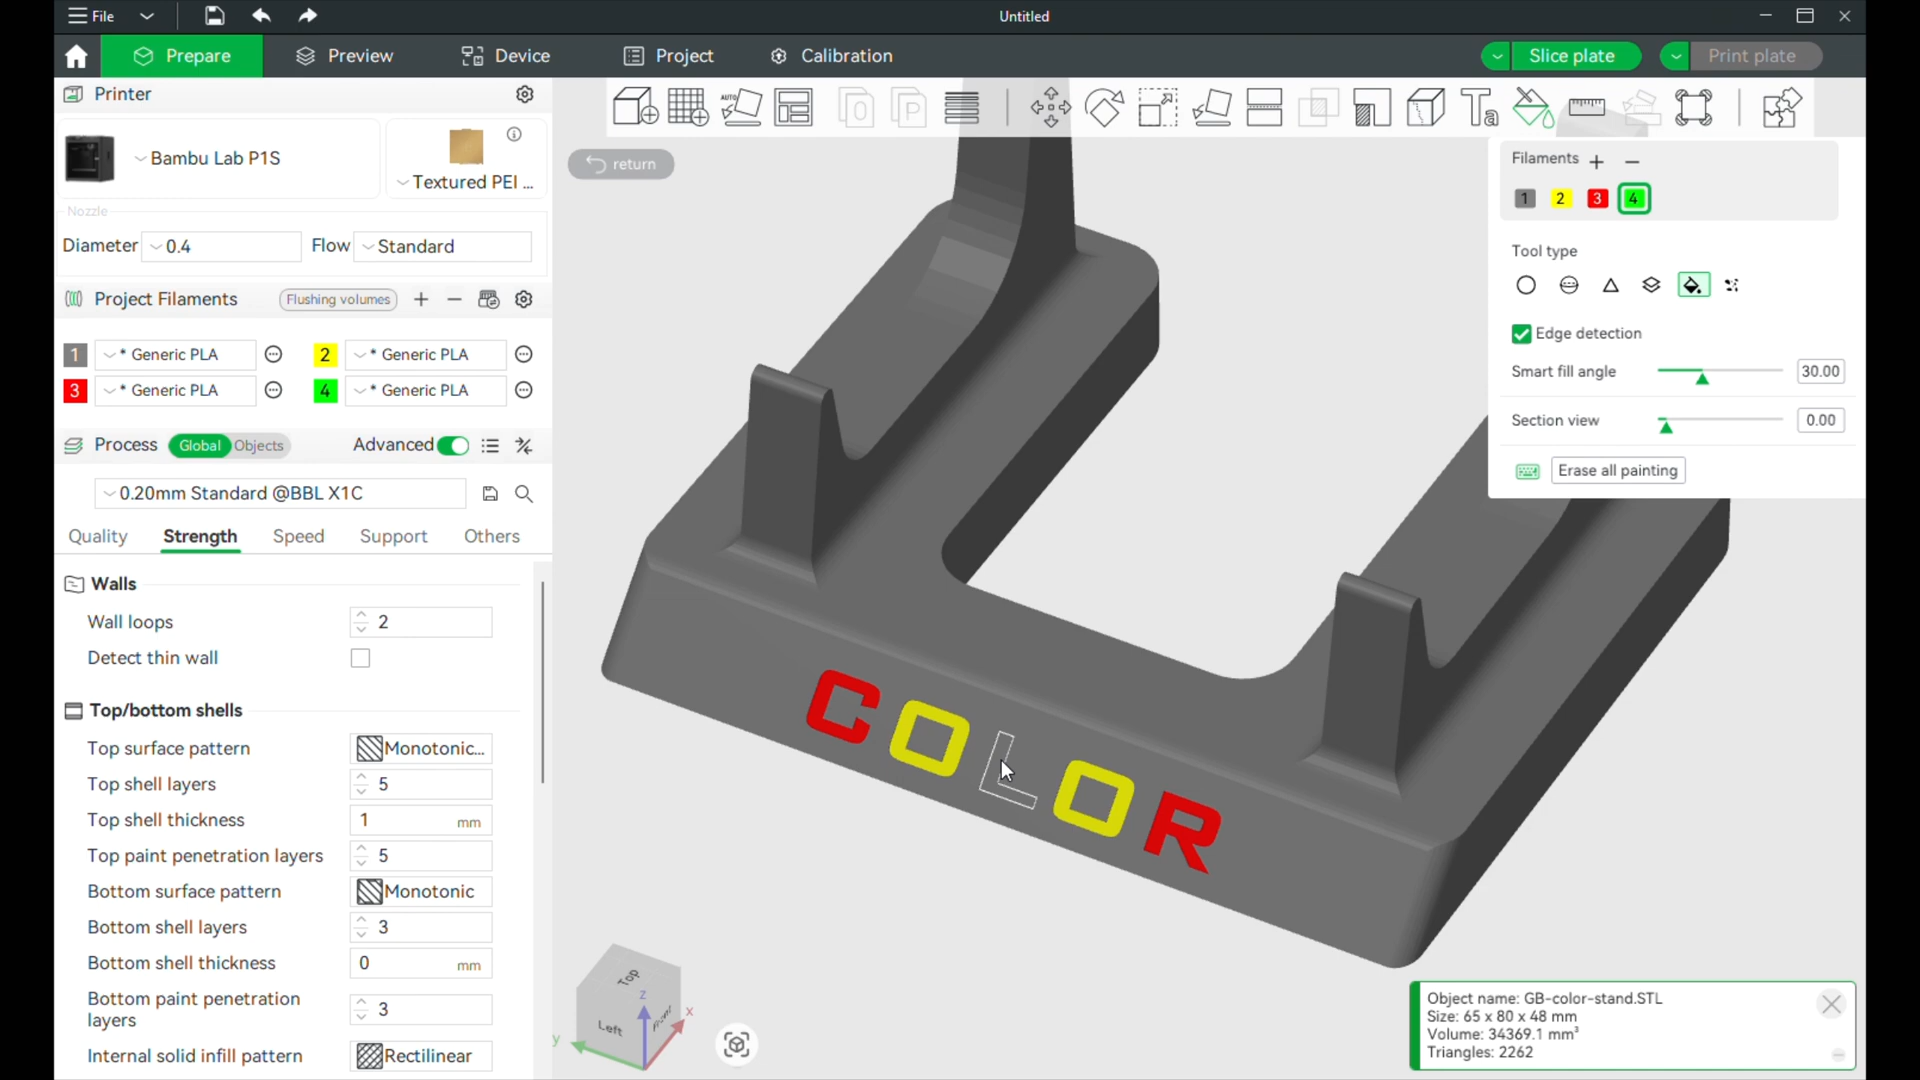 File
Untitled
Prepare
Preview
Device
Project
Calibration
Slice plate
Print plate
Printer
Bambu Lab P1S
Textured PEI ...
Nozzle
Diameter 0.4 Flow Standard
Project Filaments Flushing volumes + −
1 * Generic PLA 2 * Generic PLA
3 * Generic PLA 4 * Generic PLA
Process Global Objects Advanced
0.20mm Standard @BBL X1C
Quality Strength Speed Support Others
Walls
Wall loops 2
Detect thin wall
Top/bottom shells
Top surface pattern Monotonic...
Top shell layers 5
Top shell thickness 1 mm
Top paint penetration layers 5
Bottom surface pattern Monotonic
Bottom shell layers 3
Bottom shell thickness 0 mm
Bottom paint penetration
layers 3
Internal solid infill pattern Rectilinear
AUTO
O
P
Ta
return
Filaments + −
1 2 3 4
Tool type
Edge detection
Smart fill angle 30.00
Section view 0.00
Erase all painting
COLOR
Top
Left
Front
z
x
y
Object name: GB-color-stand.STL
Size: 65 x 80 x 48 mm
Volume: 34369.1 mm³
Triangles: 2262